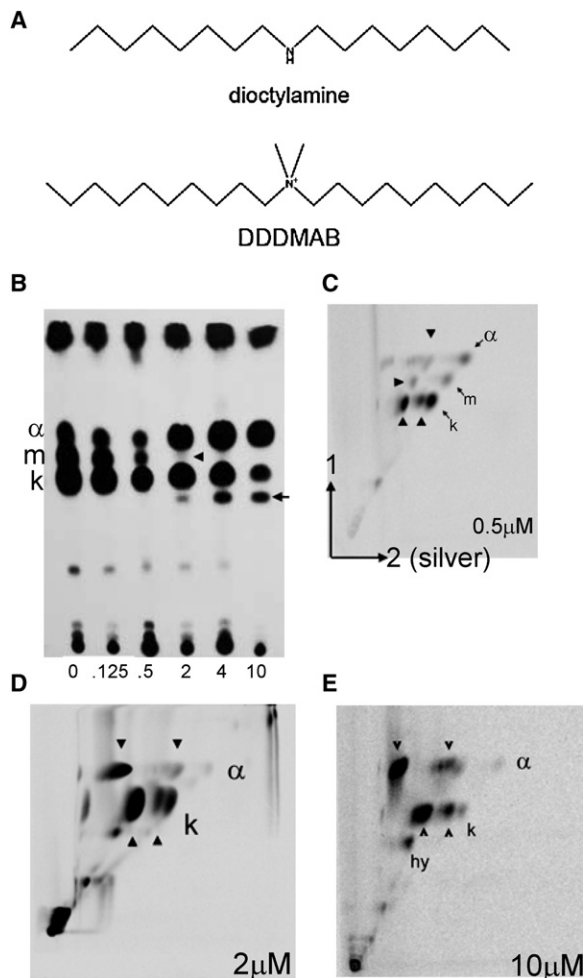 A
N
H
dioctylamine
N+
DDDMAB
B
α
m
k
0 .125 .5 2 4 10
C
α
m
k
1
2 (silver)
0.5μM
D
α
k
2μM
E
α
k
hy
10μM